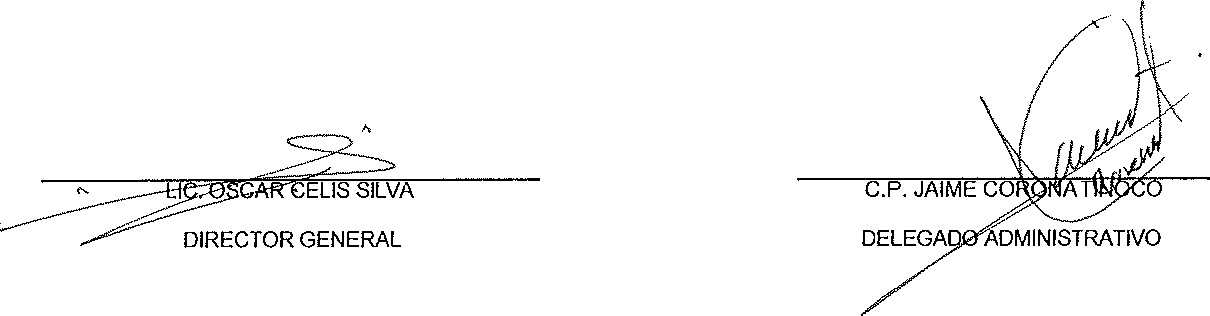 LIC. OSCAR CELIS SILVA
DIRECTOR GENERAL
C.P. JAIME CORONA TINOCO
DELEGADO ADMINISTRATIVO